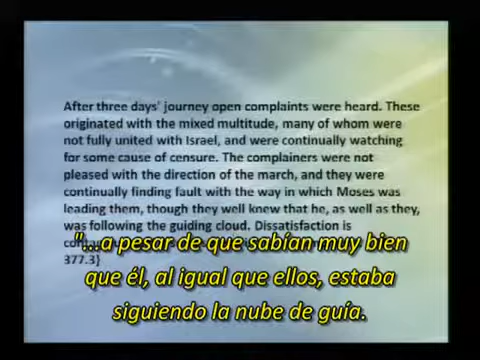 After three days' journey open complaints were heard. These
originated with the mixed multitude, many of whom were
not fully united with Israel, and were continually watching
for some cause of censure. The complainers were not
pleased with the direction of the march, and they were
continually finding fault with the way in which Moses was
leading them, though they well knew that he, as well as they,
was following the guiding cloud. Dissatisfaction is
377.3}
"...a pesar de que sabían muy bien
que él, al igual que ellos, estaba
siguiendo la nube de guía.